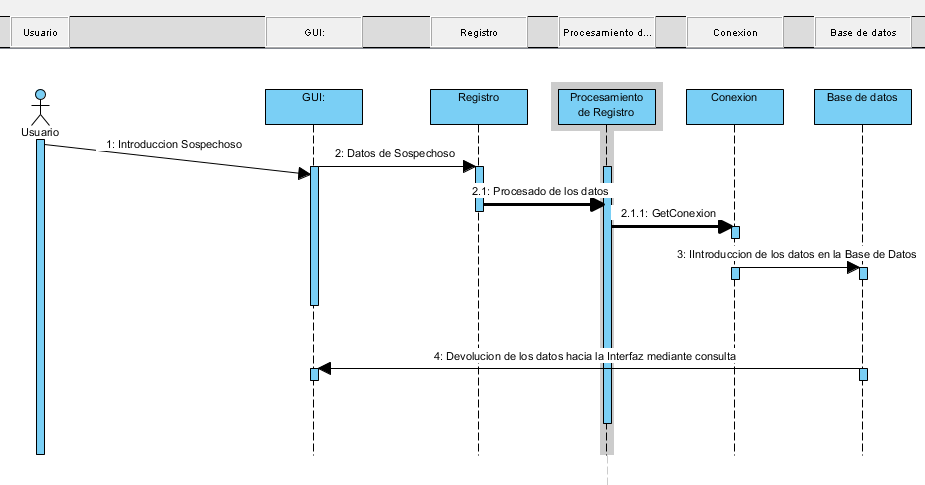 Usuario
GUI:
Registro
Procesamiento d...
Conexion
Base de datos
GUI:
Registro
Procesamiento
de Registro
Conexion
Base de datos
Usuario
1: Introduccion Sospechoso
2: Datos de Sospechoso
2.1: Procesado de los datos
2.1.1: GetConexion
3: IIntroduccion de los datos en la Base de Datos
4: Devolucion de los datos hacia la Interfaz mediante consulta